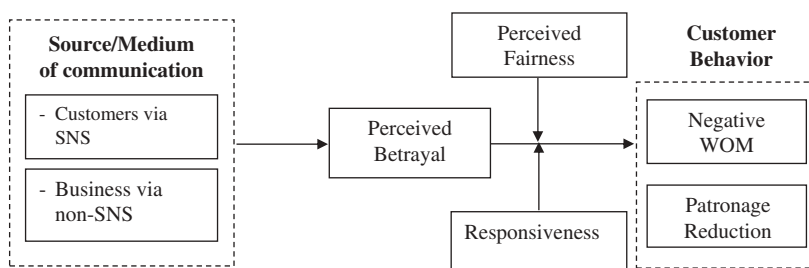 Source/Medium
of communication
- Customers via
SNS
- Business via
non-SNS
Perceived
Betrayal
Perceived
Fairness
Responsiveness
Customer
Behavior
Negative
WOM
Patronage
Reduction